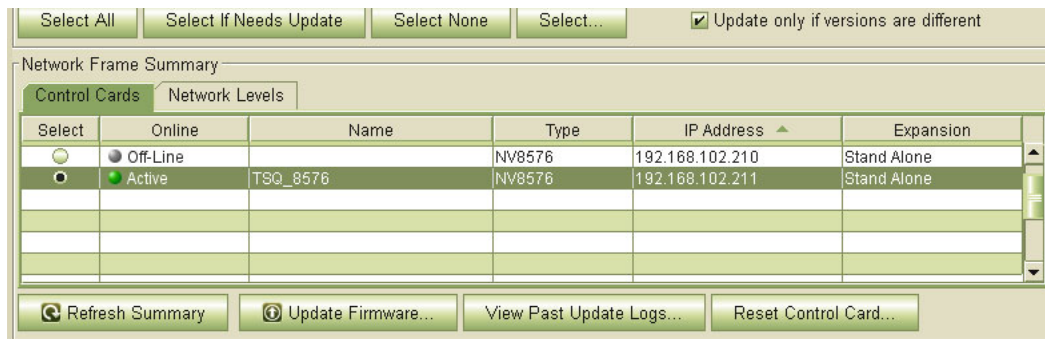 Select All Select If Needs Update Select None Select... Update only if versions are different
Network Frame Summary
Control Cards Network Levels
Select Online Name Type IP Address Expansion
Off-Line NV8576 192.168.102.210 Stand Alone
Active TSQ_8576 NV8576 192.168.102.211 Stand Alone
Refresh Summary Update Firmware... View Past Update Logs... Reset Control Card...